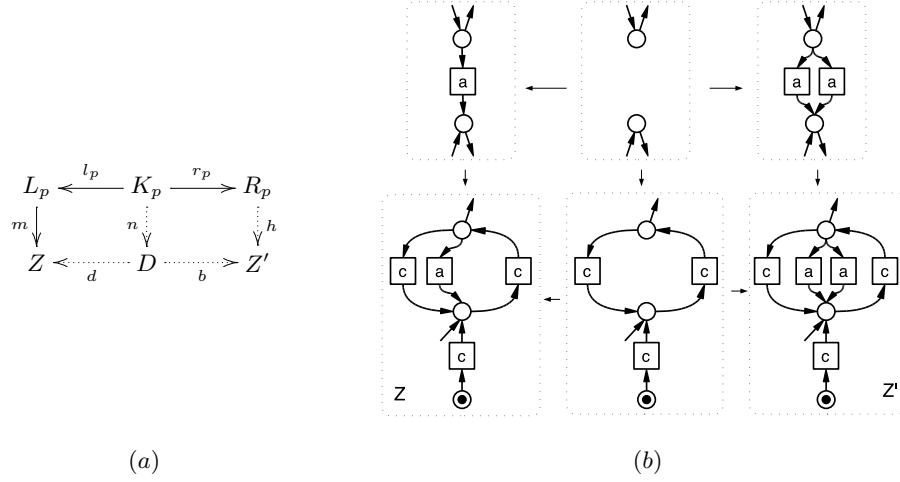 a
a a
L_p l_p K_p r_p R_p
m n h
Z d D b Z'
c a c
c c
c a a c
c
c
c
Z
Z'
(a) (b)